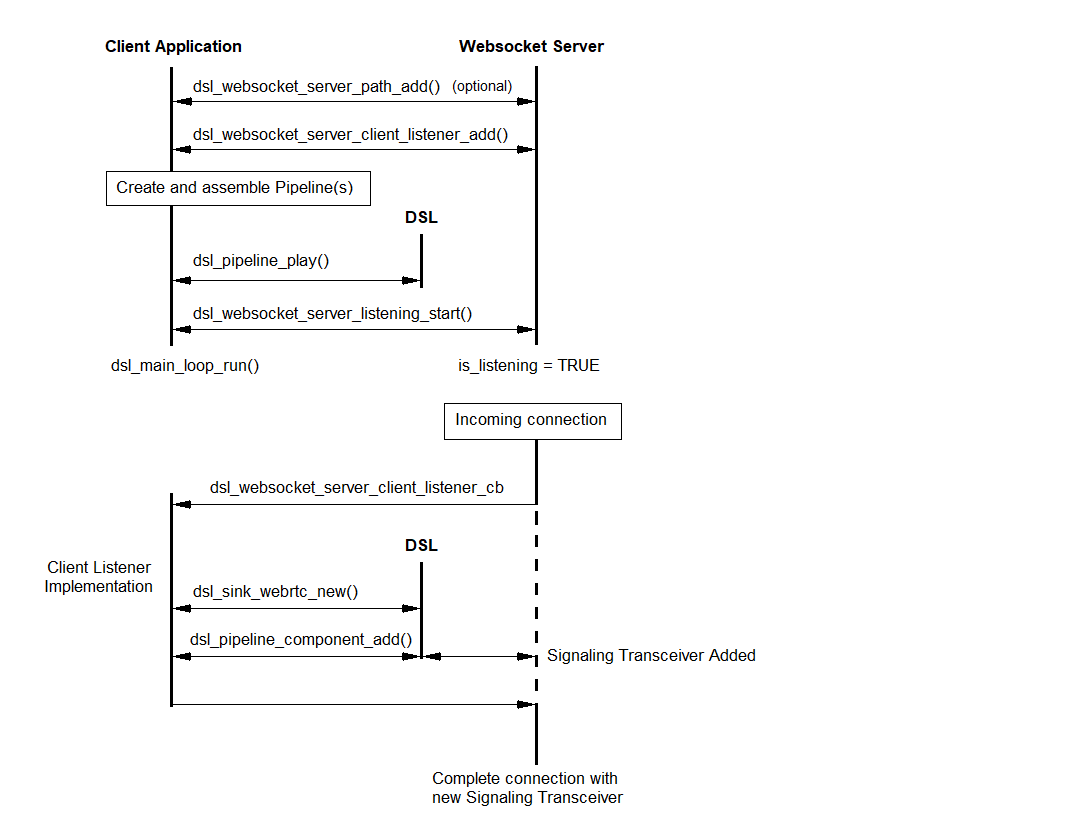 Client Application
Websocket Server
dsl_websocket_server_path_add() (optional)
dsl_websocket_server_client_listener_add()
Create and assemble Pipeline(s)
DSL
dsl_pipeline_play()
dsl_websocket_server_listening_start()
dsl_main_loop_run()
is_listening = TRUE
Incoming connection
dsl_websocket_server_client_listener_cb
DSL
Client Listener
Implementation
dsl_sink_webrtc_new()
dsl_pipeline_component_add()
Signaling Transceiver Added
Complete connection with
new Signaling Transceiver